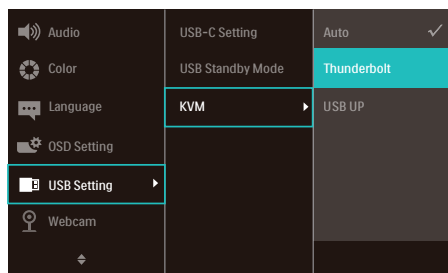 Audio
Color
Language
OSD Setting
USB Setting
Webcam
USB-C Setting
USB Standby Mode
KVM
Auto
Thunderbolt
USB UP